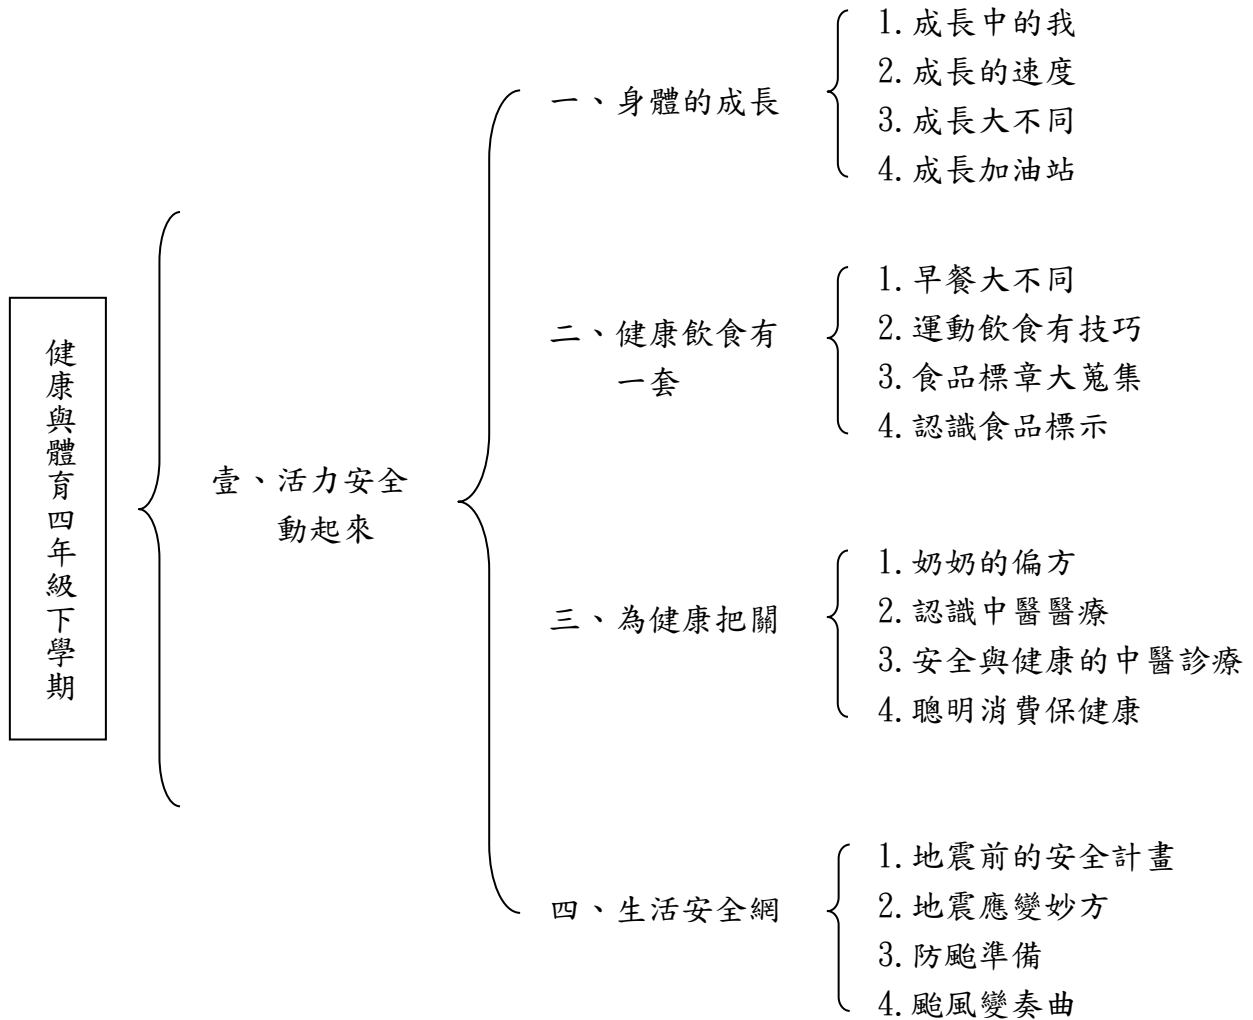 健康與體育四年級下學期
壹、活力安全
動起來
一、身體的成長
1.成長中的我
2.成長的速度
3.成長大不同
4.成長加油站
二、健康飲食有
一套
1.早餐大不同
2.運動飲食有技巧
3.食品標章大蒐集
4.認識食品標示
三、為健康把關
1.奶奶的偏方
2.認識中醫醫療
3.安全與健康的中醫診療
4.聰明消費保健康
四、生活安全網
1.地震前的安全計畫
2.地震應變妙方
3.防颱準備
4.颱風變奏曲